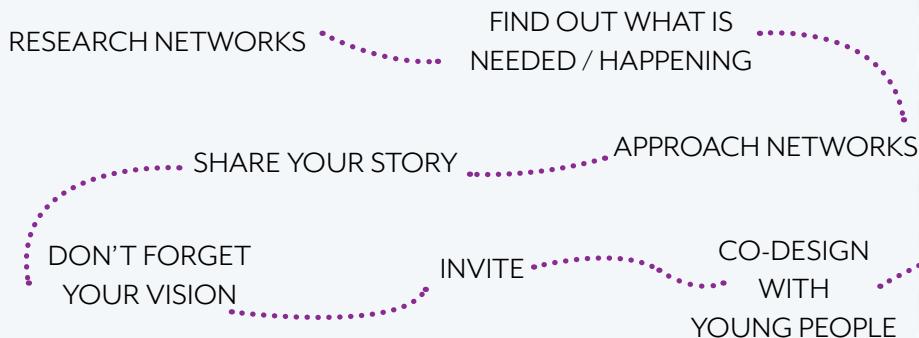 RESEARCH NETWORKS
FIND OUT WHAT IS
NEEDED / HAPPENING
APPROACH NETWORKS
SHARE YOUR STORY
DON'T FORGET
YOUR VISION
INVITE
CO-DESIGN
WITH
YOUNG PEOPLE